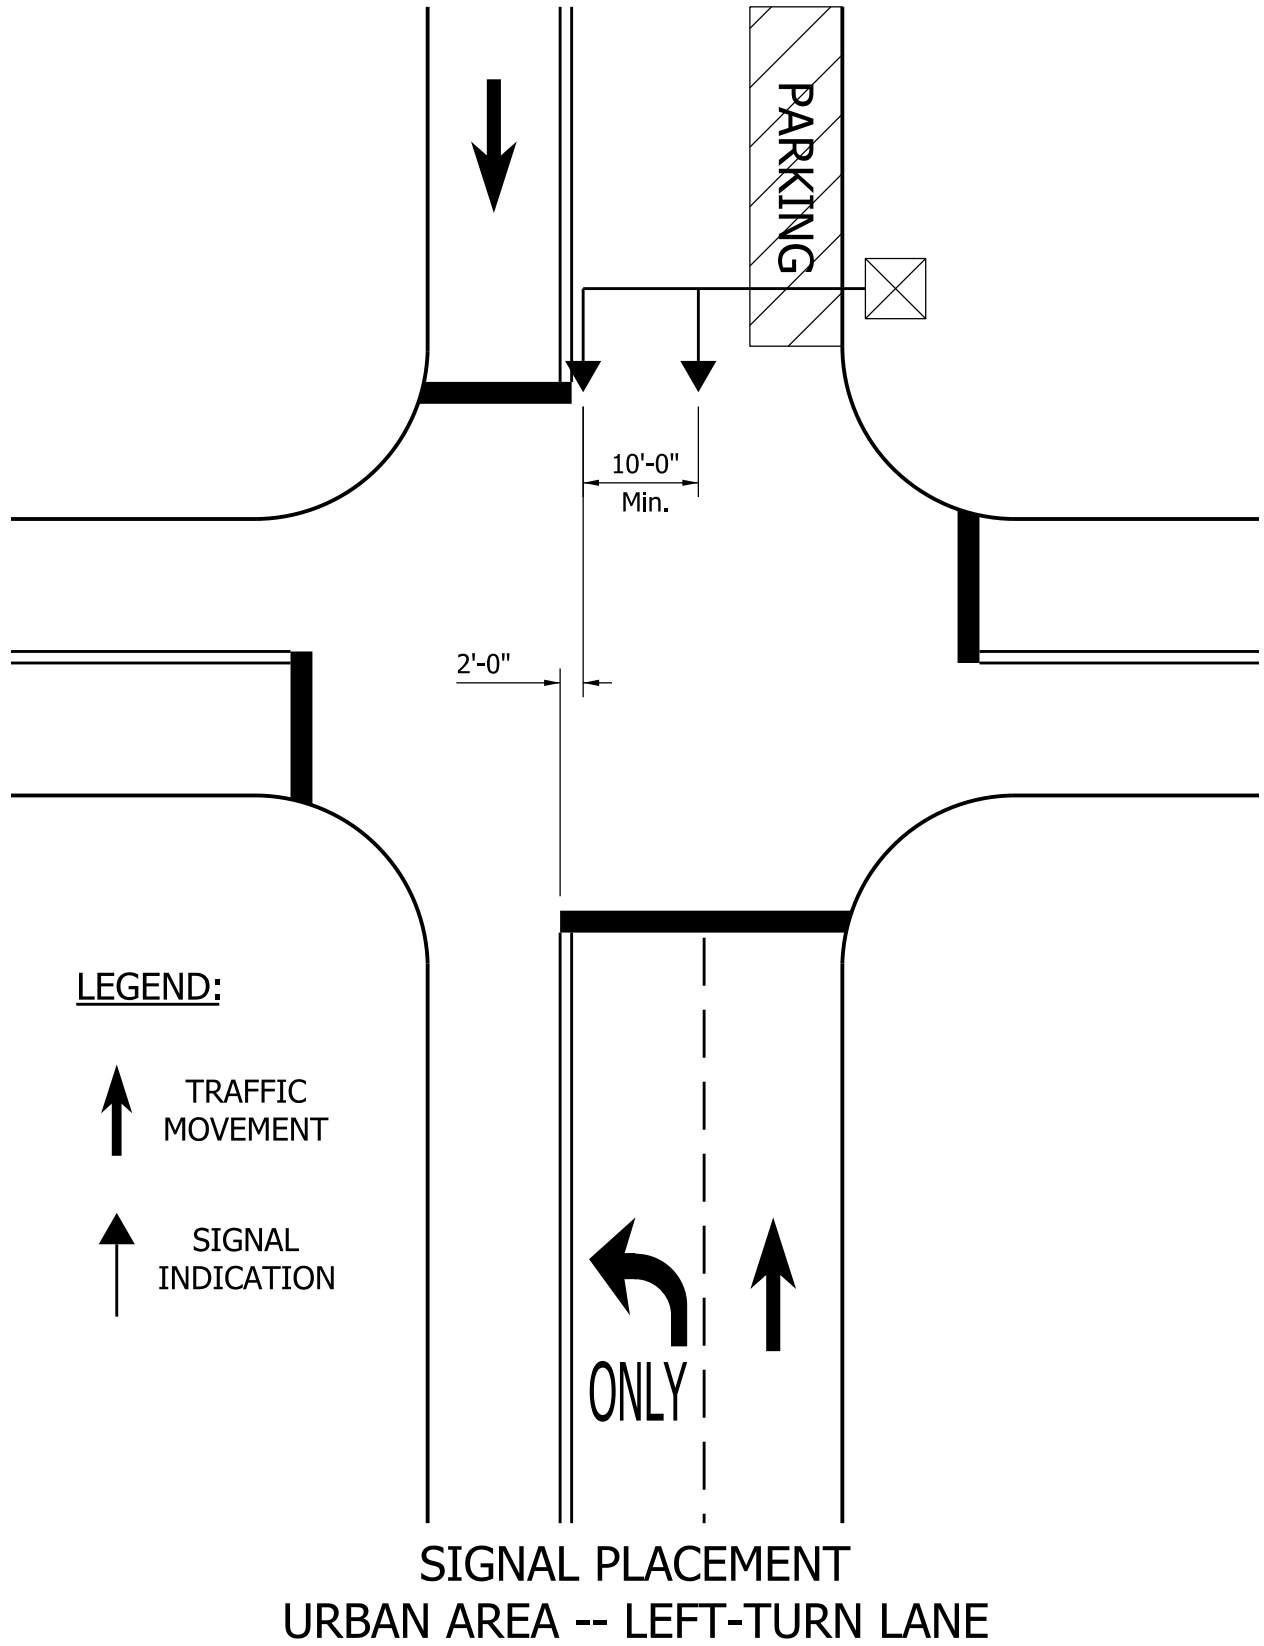 PARKING
10'-0"
Min.
2'-0"
LEGEND:
TRAFFIC
MOVEMENT
SIGNAL
INDICATION
ONLY
SIGNAL PLACEMENT
URBAN AREA -- LEFT-TURN LANE